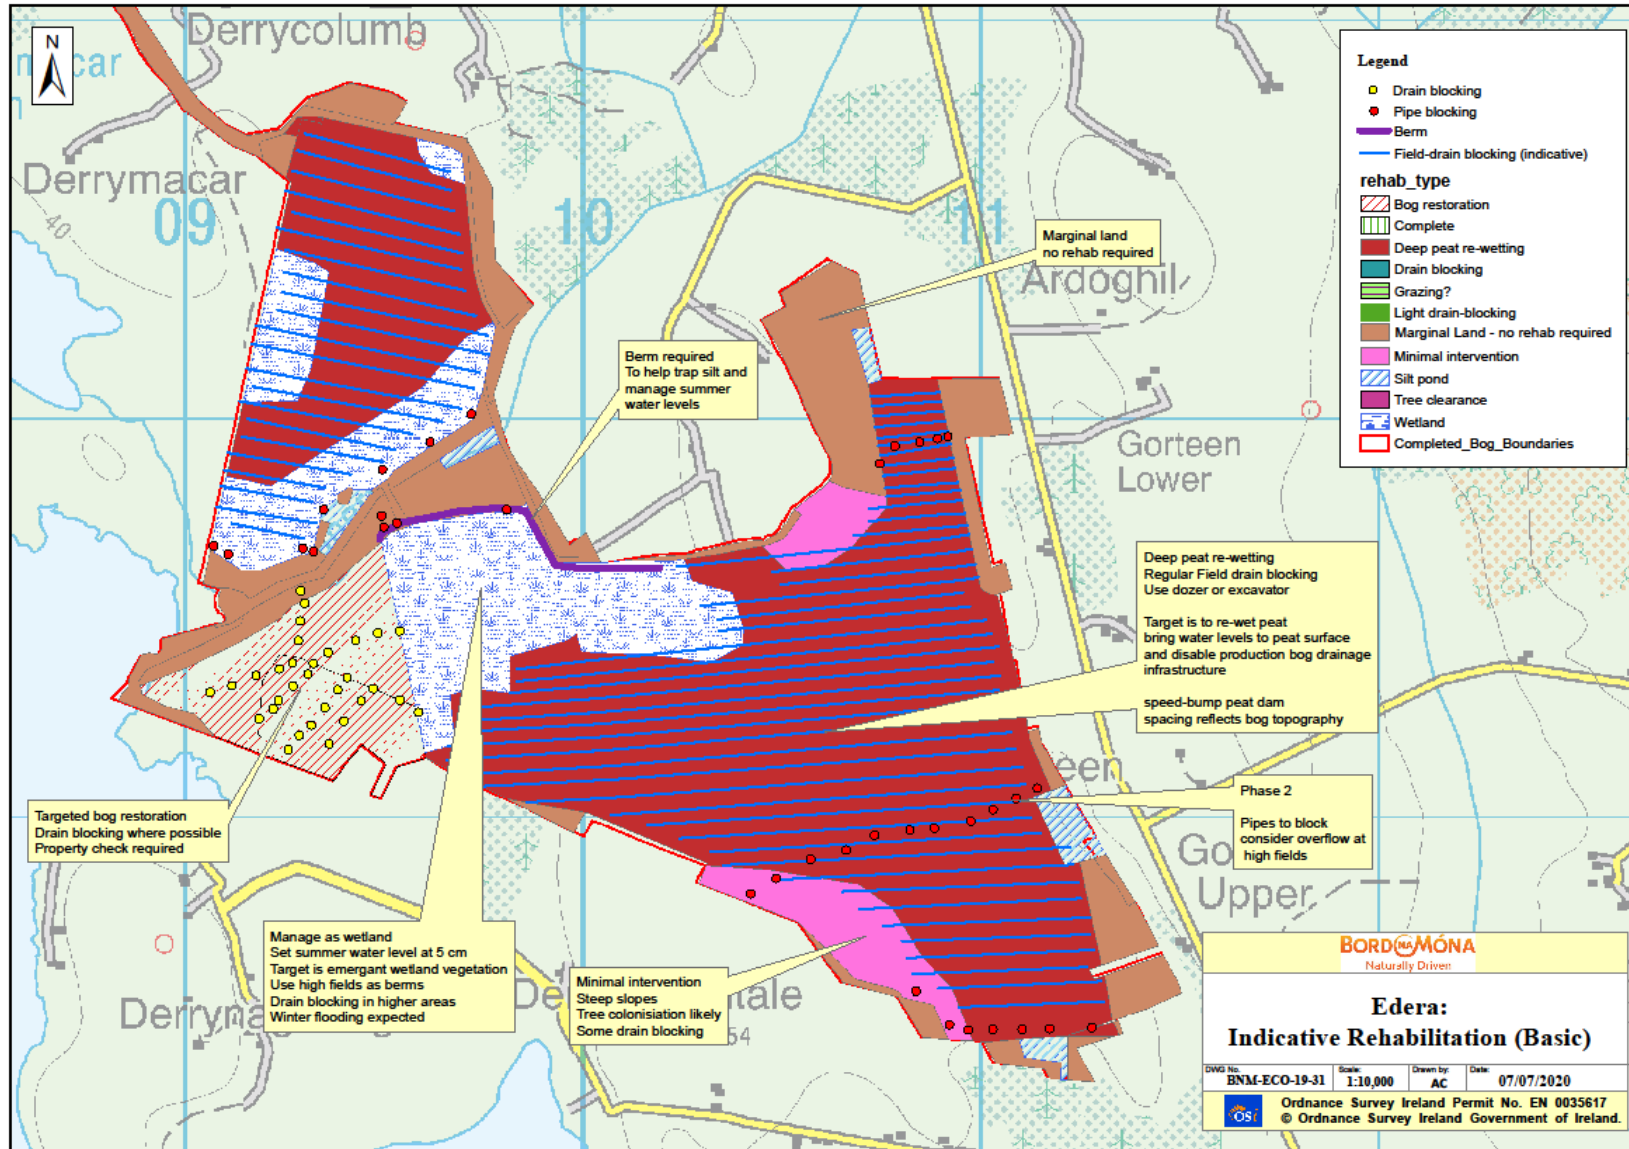 N
Derrycolumb
car
Derrymacar
40
09
10
11
Ardoghil
Gorteen
Lower
een
Go
Upper
Derryn
De
tale
54
Marginal land
no rehab required
Berm required
To help trap silt and
manage summer
water levels
Deep peat re-wetting
Regular Field drain blocking
Use dozer or excavator
Target is to re-wet peat
bring water levels to peat surface
and disable production bog drainage
infrastructure
speed-bump peat dam
spacing reflects bog topography
Phase 2
Pipes to block
consider overflow at
high fields
Targeted bog restoration
Drain blocking where possible
Property check required
Manage as wetland
Set summer water level at 5 cm
Target is emergant wetland vegetation
Use high fields as berms
Drain blocking in higher areas
Winter flooding expected
Minimal intervention
Steep slopes
Tree colonisiation likely
Some drain blocking
Legend
Drain blocking
Pipe blocking
Berm
Field-drain blocking (indicative)
rehab_type
Bog restoration
Complete
Deep peat re-wetting
Drain blocking
Grazing?
Light drain-blocking
Marginal Land - no rehab required
Minimal intervention
Silt pond
Tree clearance
Wetland
Completed_Bog_Boundaries
BORD NA MÓNA
Naturally Driven
Edera:
Indicative Rehabilitation (Basic)
DWG No. BNM-ECO-19-31 Scale: 1:10,000 Drawn by: AC Date: 07/07/2020
OSi
Ordnance Survey Ireland Permit No. EN 0035617
© Ordnance Survey Ireland Government of Ireland.